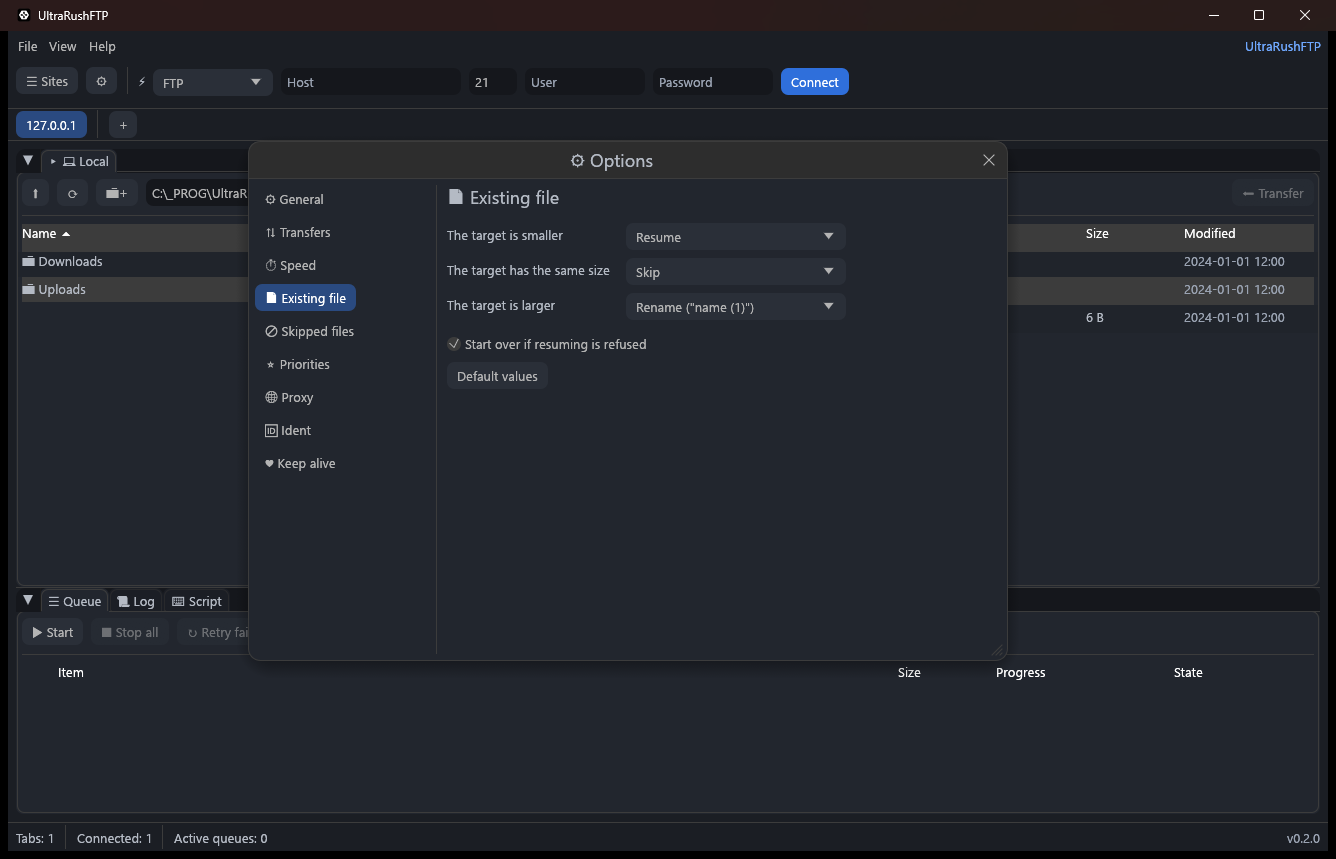 UltraRushFTP
File View Help UltraRushFTP
Sites FTP Host 21 User Password Connect
127.0.0.1 +
Local
C:\_PROG\UltraR Transfer
Name Size Modified
Downloads 2024-01-01 12:00
Uploads 2024-01-01 12:00
6 B 2024-01-01 12:00
Options
General
Transfers
Speed
Existing file
Skipped files
Priorities
Proxy
ID Ident
Keep alive
Existing file
The target is smaller Resume
The target has the same size Skip
The target is larger Rename ("name (1)")
Start over if resuming is refused
Default values
Queue Log Script
Start Stop all Retry fai
Item Size Progress State
Tabs: 1 Connected: 1 Active queues: 0 v0.2.0